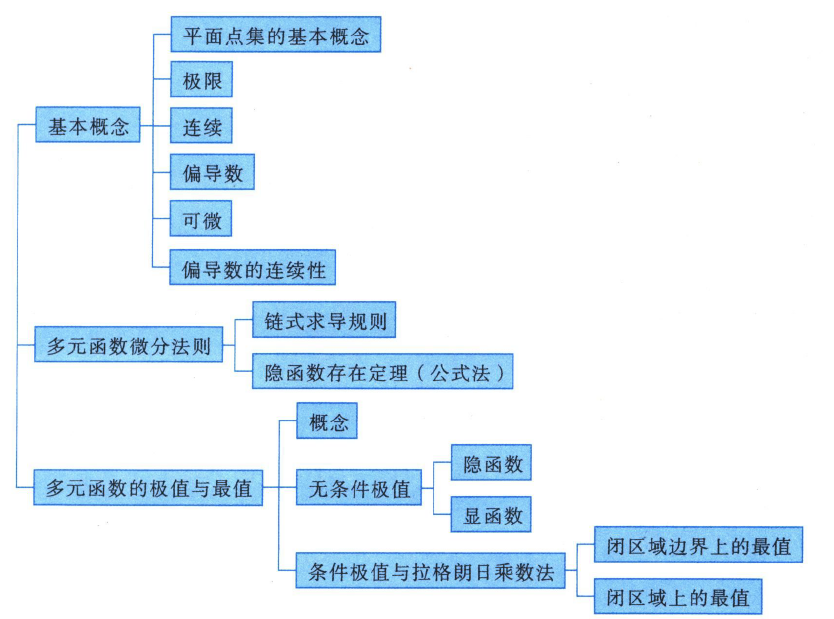 平面点集的基本概念
极限
基本概念
连续
偏导数
可微
偏导数的连续性
链式求导规则
多元函数微分法则
隐函数存在定理（公式法）
概念
隐函数
多元函数的极值与最值
无条件极值
显函数
闭区域边界上的最值
条件极值与拉格朗日乘数法
闭区域上的最值